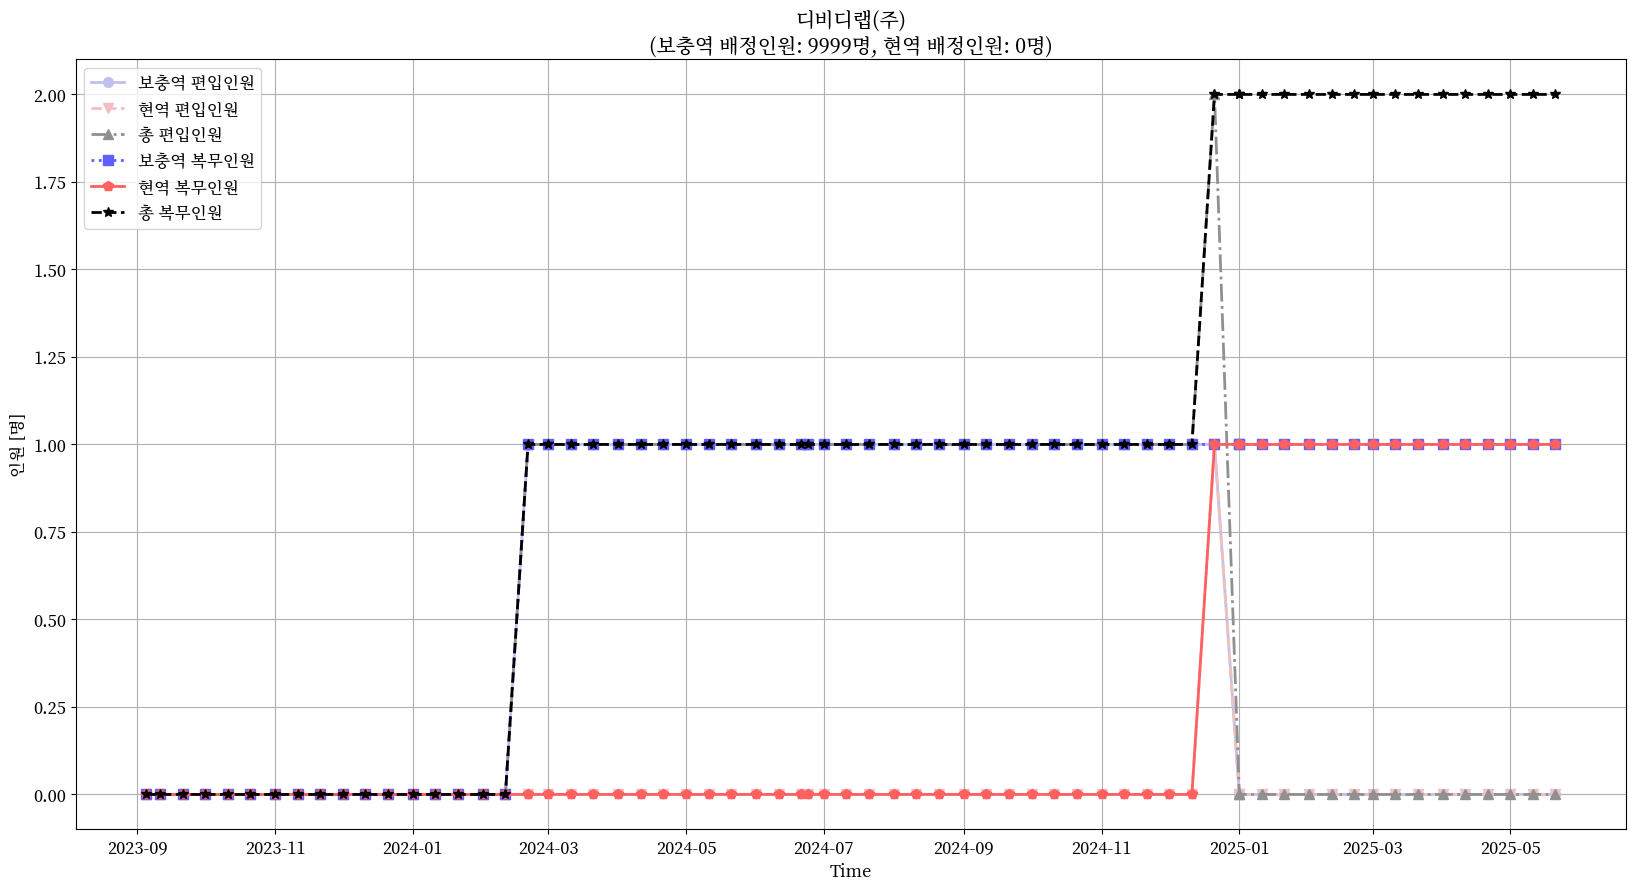 디비디랩(주)
(보충역 배정인원: 9999명, 현역 배정인원: 0명)
보충역 편입인원
현역 편입인원
총 편입인원
보충역 복무인원
현역 복무인원
총 복무인원
2.00
1.75
1.50
1.25
1.00
0.75
0.50
0.25
0.00
인원 [명]
2023-09
2023-11
2024-01
2024-03
2024-05
2024-07
2024-09
2024-11
2025-01
2025-03
2025-05
Time